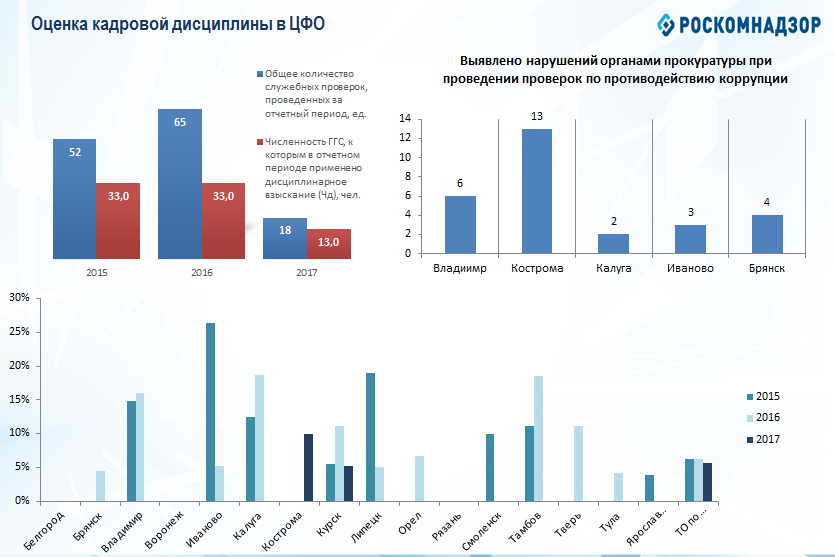 Оценка кадровой дисциплины в ЦФО
РОСКОМНАДЗОР
52
33,0
65
33,0
18
13,0
2015
2016
2017
Общее количество
служебных проверок,
проведенных за
отчетный период, ед.
Численность ГГС, к
которым в отчетном
периоде применено
дисциплинарное
взыскание (Чд), чел.
Выявлено нарушений органами прокуратуры при
проведении проверок по противодействию коррупции
14
12
10
8
6
4
2
0
6
13
2
3
4
Владиимр
Кострома
Калуга
Иваново
Брянск
30%
25%
20%
15%
10%
5%
0%
Белгород
Брянск
Владимир
Воронеж
Иваново
Калуга
Кострома
Курск
Липецк
Орел
Рязань
Смоленск
Тамбов
Тверь
Тула
Ярослав…
ТО по…
2015
2016
2017